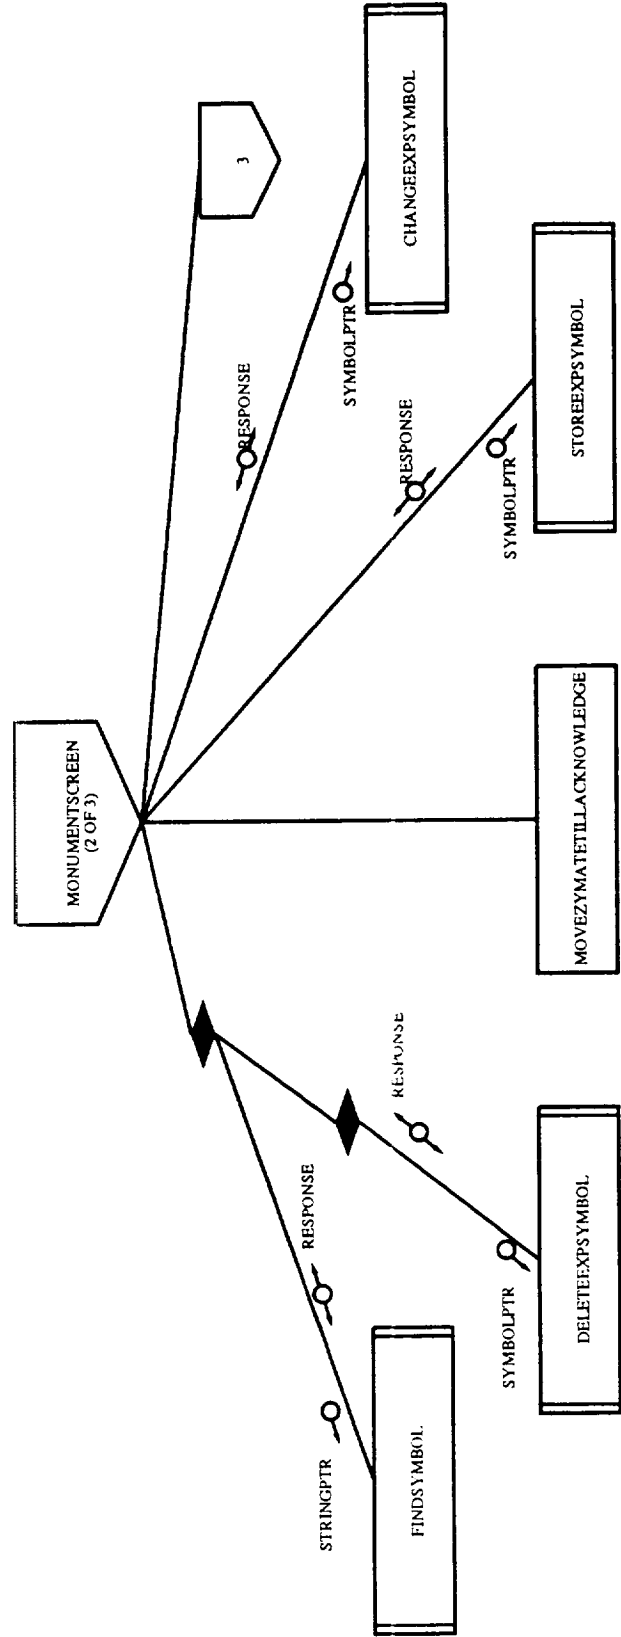 MONUMENTSCREEN
(2 OF 3)
3
STRINGPTR
RESPONSE
RESPONSE
SYMBOLPTR
RESPONSE
SYMBOLPTR
RESPONSE
SYMBOLPTR
FINDSYMBOL
DELETEEXPSYMBOL
MOVEZYMATETILLACKNOWLEDGE
STOREEXPSYMBOL
CHANGEEXPSYMBOL